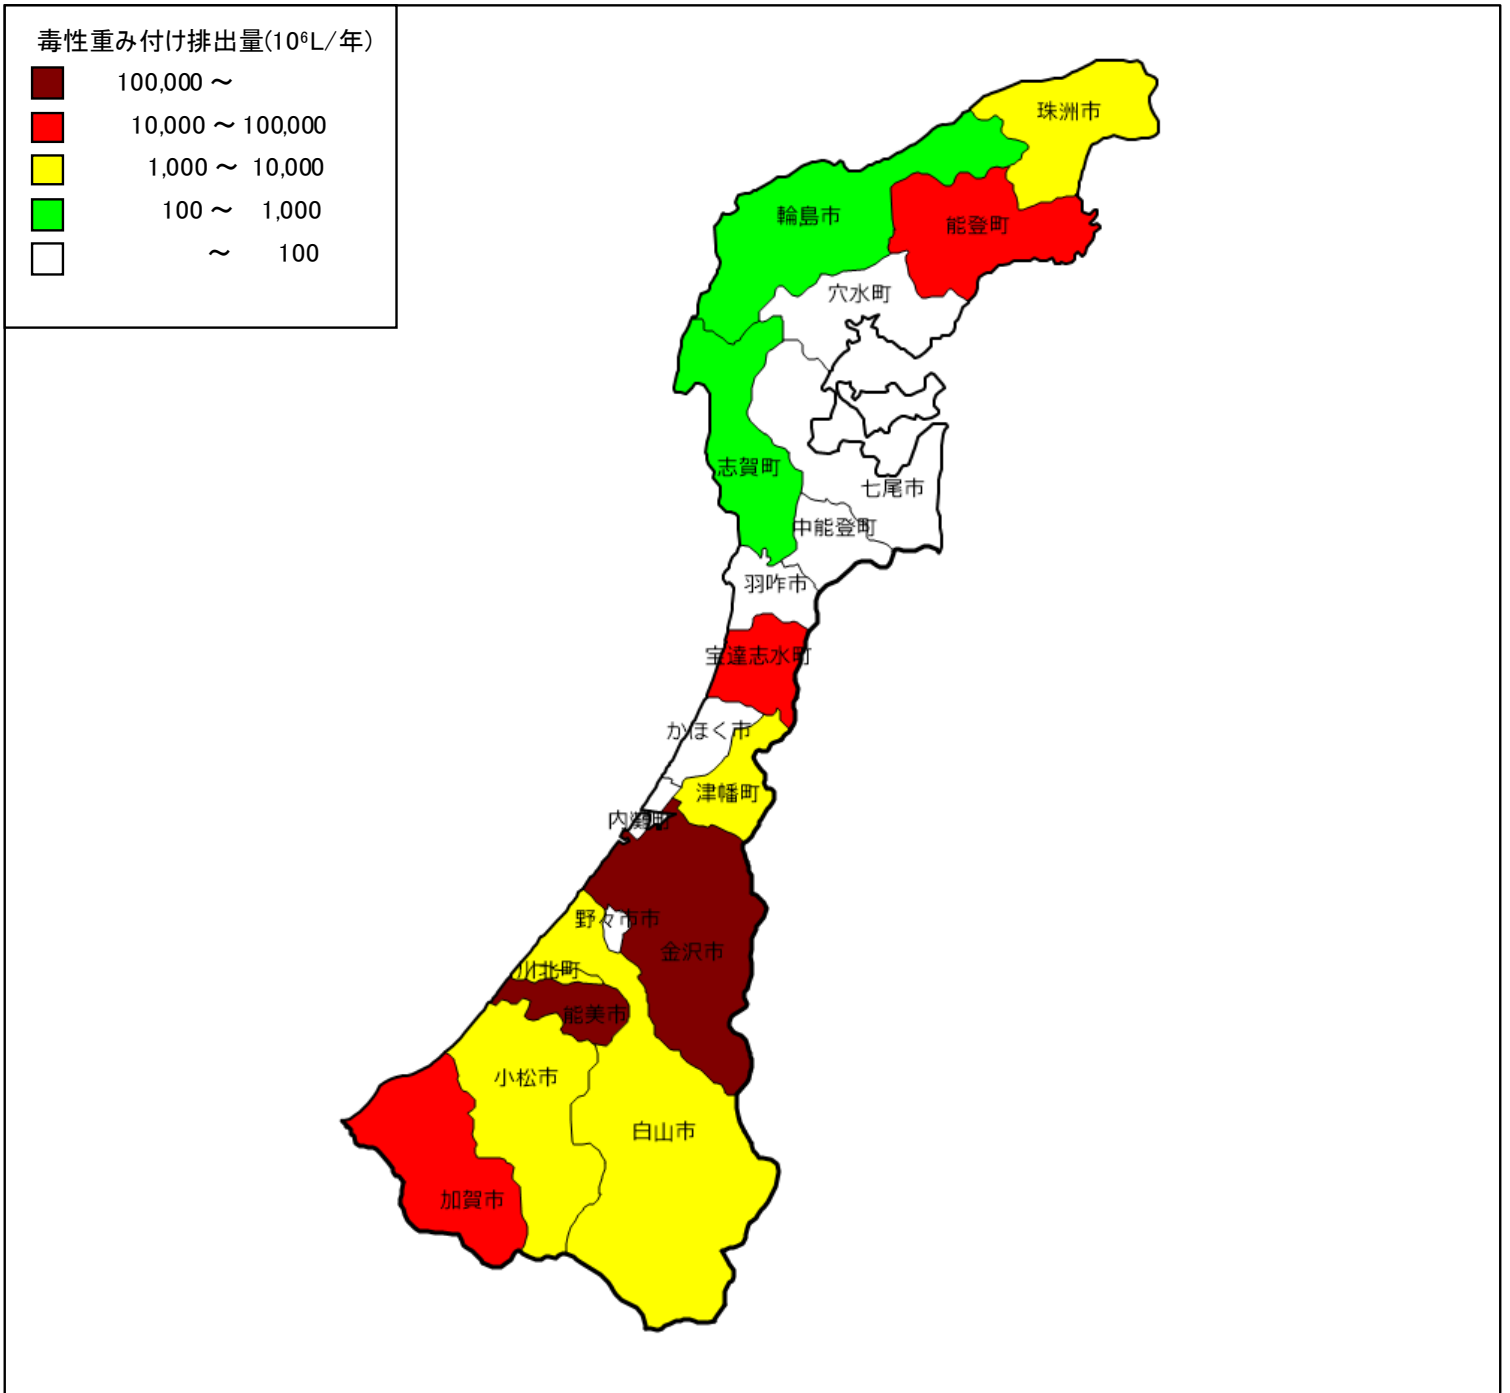 毒性重み付け排出量(10⁶L/年)
100,000 ～
10,000 ～ 100,000
1,000 ～ 10,000
100 ～ 1,000
～ 100
珠洲市
輪島市
能登町
穴水町
志賀町
七尾市
中能登町
羽咋市
宝達志水町
かほく市
津幡町
内灘町
野々市市
金沢市
川北町
能美市
小松市
白山市
加賀市